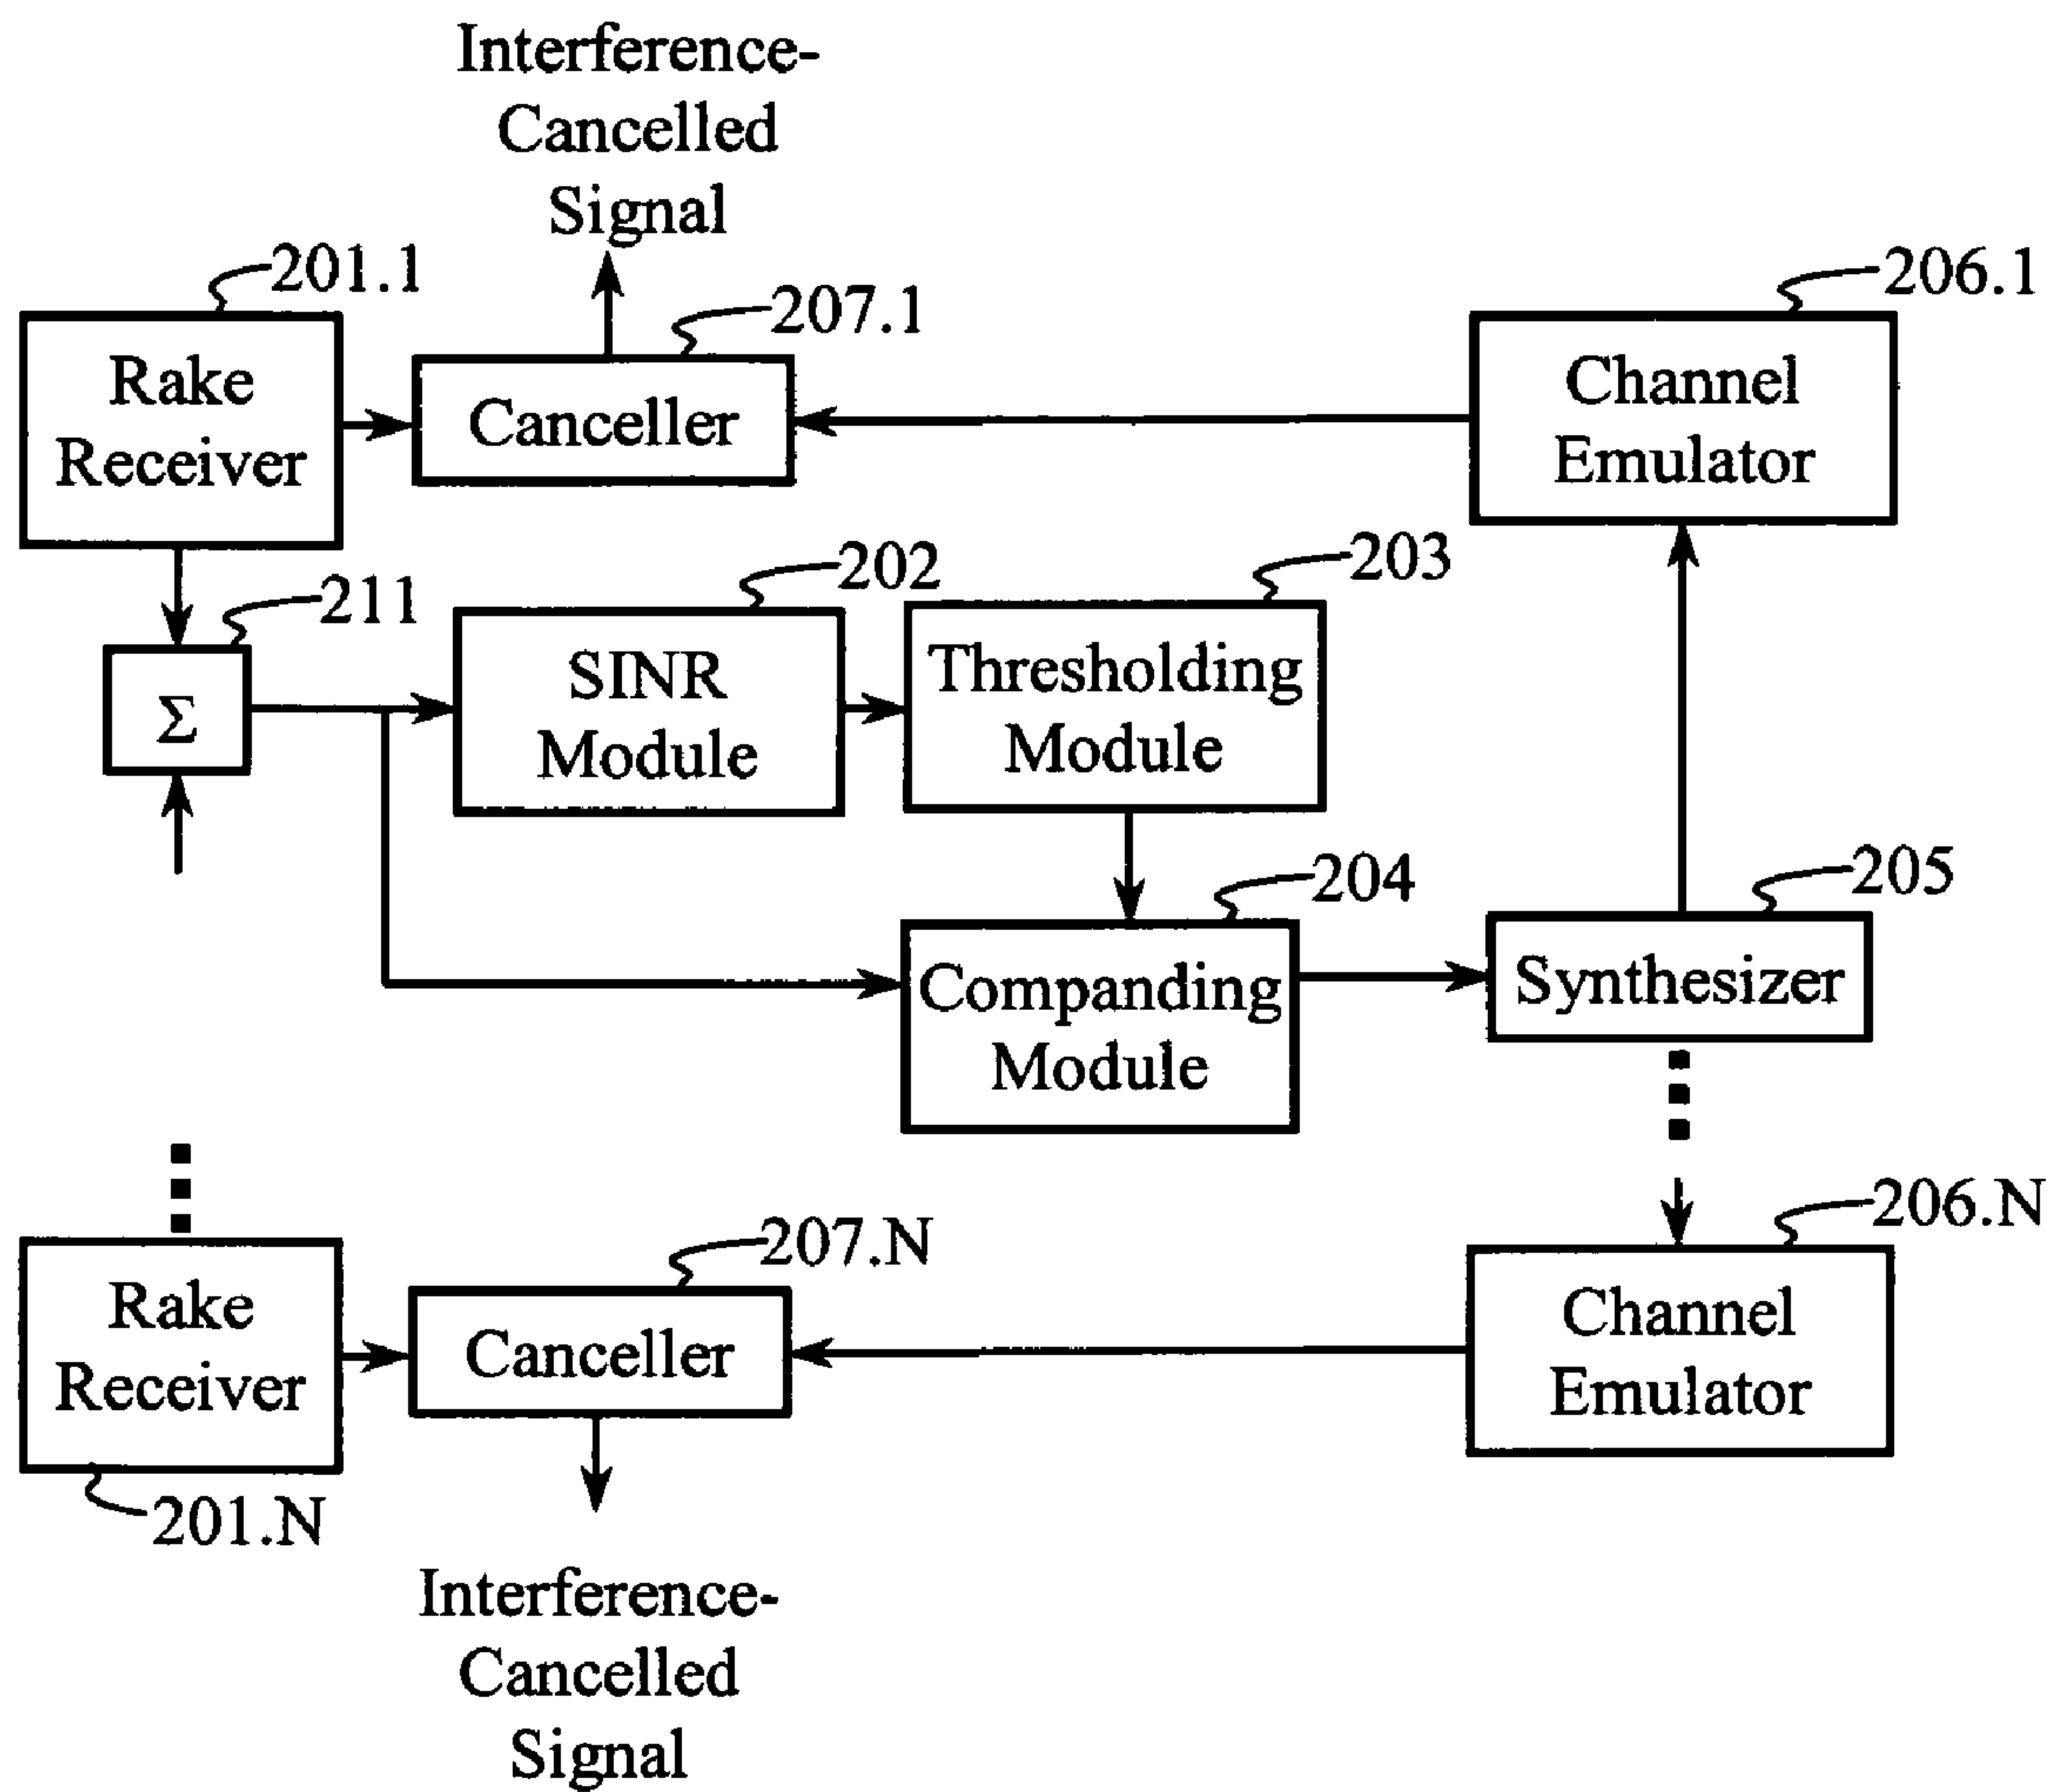 Interference-
Cancelled
Signal
201.1
207.1
206.1
Rake
Receiver
Canceller
Channel
Emulator
211
202
203
Σ
SINR
Module
Thresholding
Module
204
205
Companding
Module
Synthesizer
207.N
206.N
Rake
Receiver
Canceller
Channel
Emulator
201.N
Interference-
Cancelled
Signal